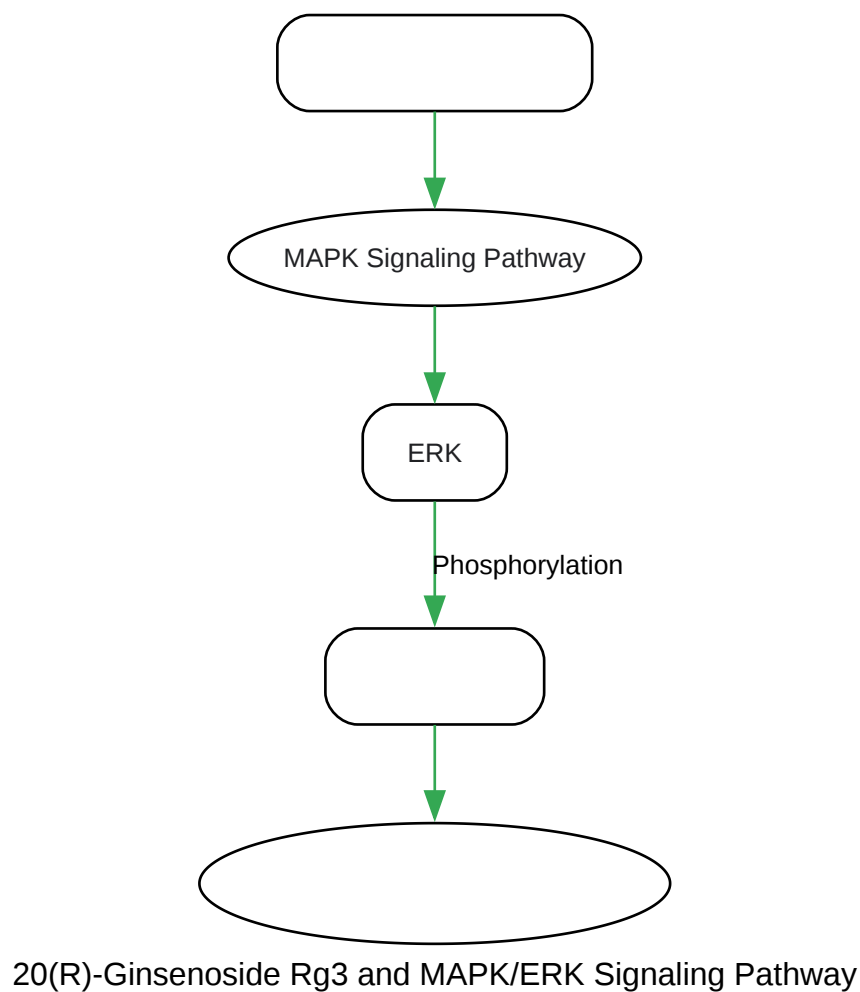 MAPK Signaling Pathway
ERK
Phosphorylation
20(R)-Ginsenoside Rg3 and MAPK/ERK Signaling Pathway